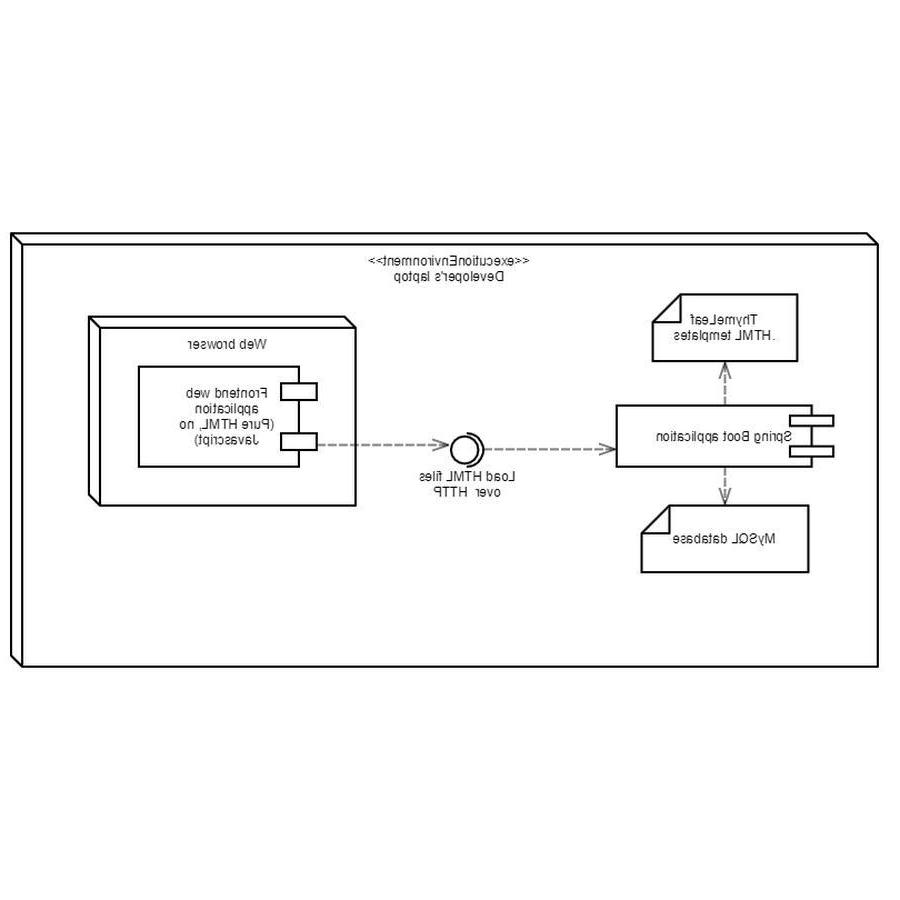 <<executionEnvironment>>
Developer's laptop
Web browser
Frontend web
application
(Pure HTML, no
Javascript)
Load HTML files
over HTTP
ThymeLeaf
.HTML templates
Spring Boot application
MySQL database